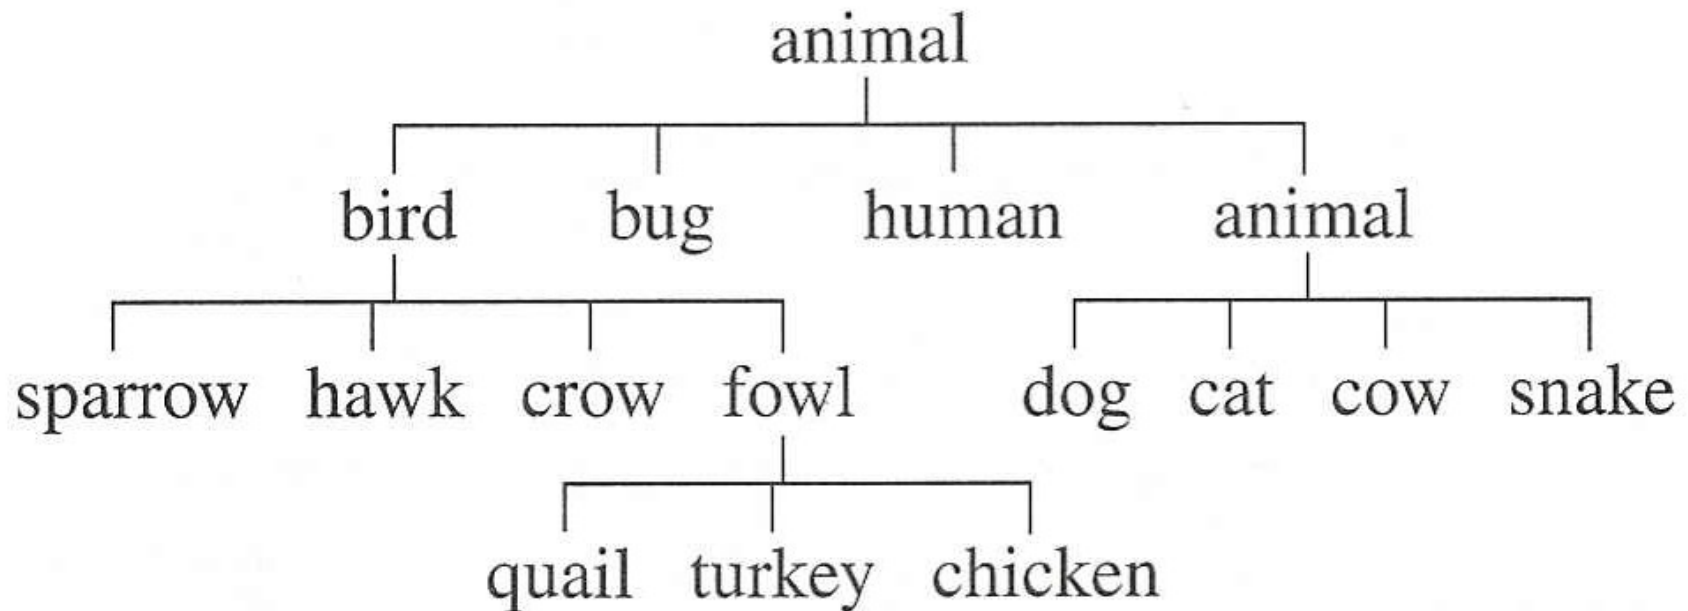 animal
bird bug human animal
sparrow hawk crow fowl dog cat cow snake
quail turkey chicken